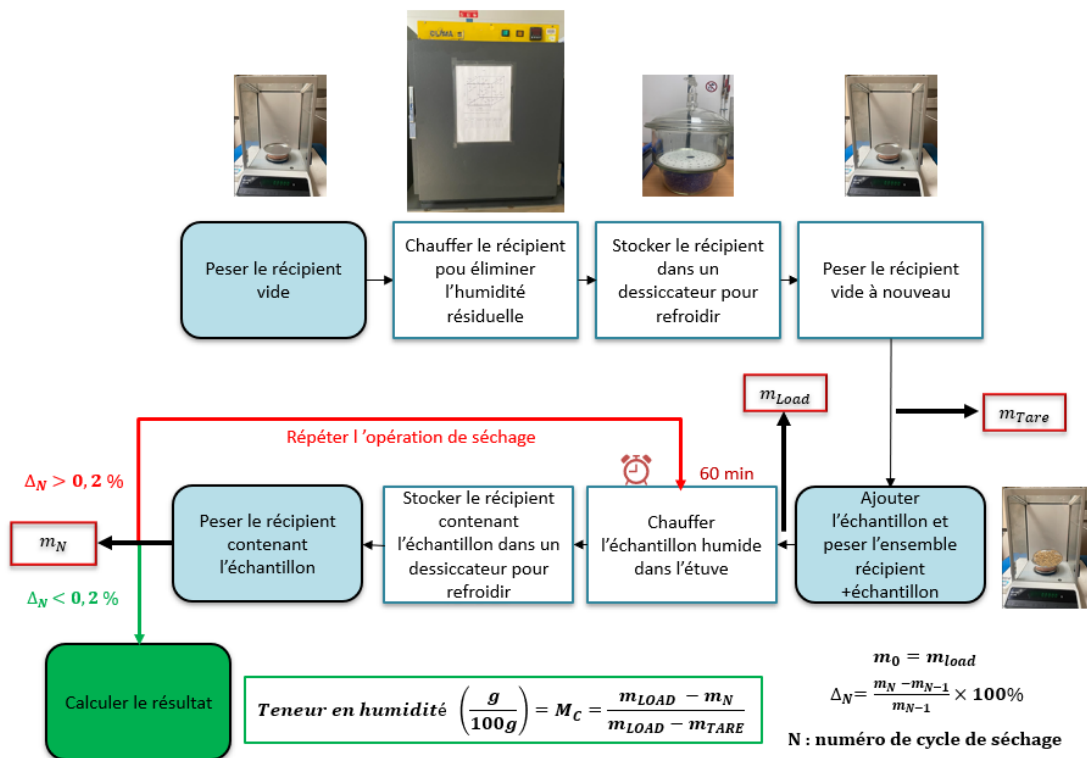 Peser le récipient
vide
Chauffer le récipient
pou éliminer
l’humidité
résiduelle
Stocker le récipient
dans un
dessiccateur pour
refroidir
Peser le récipient
vide à nouveau
m_Load
m_Tare
Répéter l ’opération de séchage
60 min
Δ_N > 0, 2 %
m_N
Δ_N < 0, 2 %
Peser le récipient
contenant
l’échantillon
Stocker le récipient
contenant
l’échantillon dans un
dessiccateur pour
refroidir
Chauffer
l’échantillon humide
dans l’étuve
Ajouter
l’échantillon et
peser l’ensemble
récipient
+échantillon
Calculer le résultat
Teneur en humidité (g/100g) = M_C = (m_LOAD − m_N)/(m_LOAD − m_TARE)
m_0 = m_load
Δ_N = (m_N − m_{N−1})/m_{N−1} × 100%
N : numéro de cycle de séchage